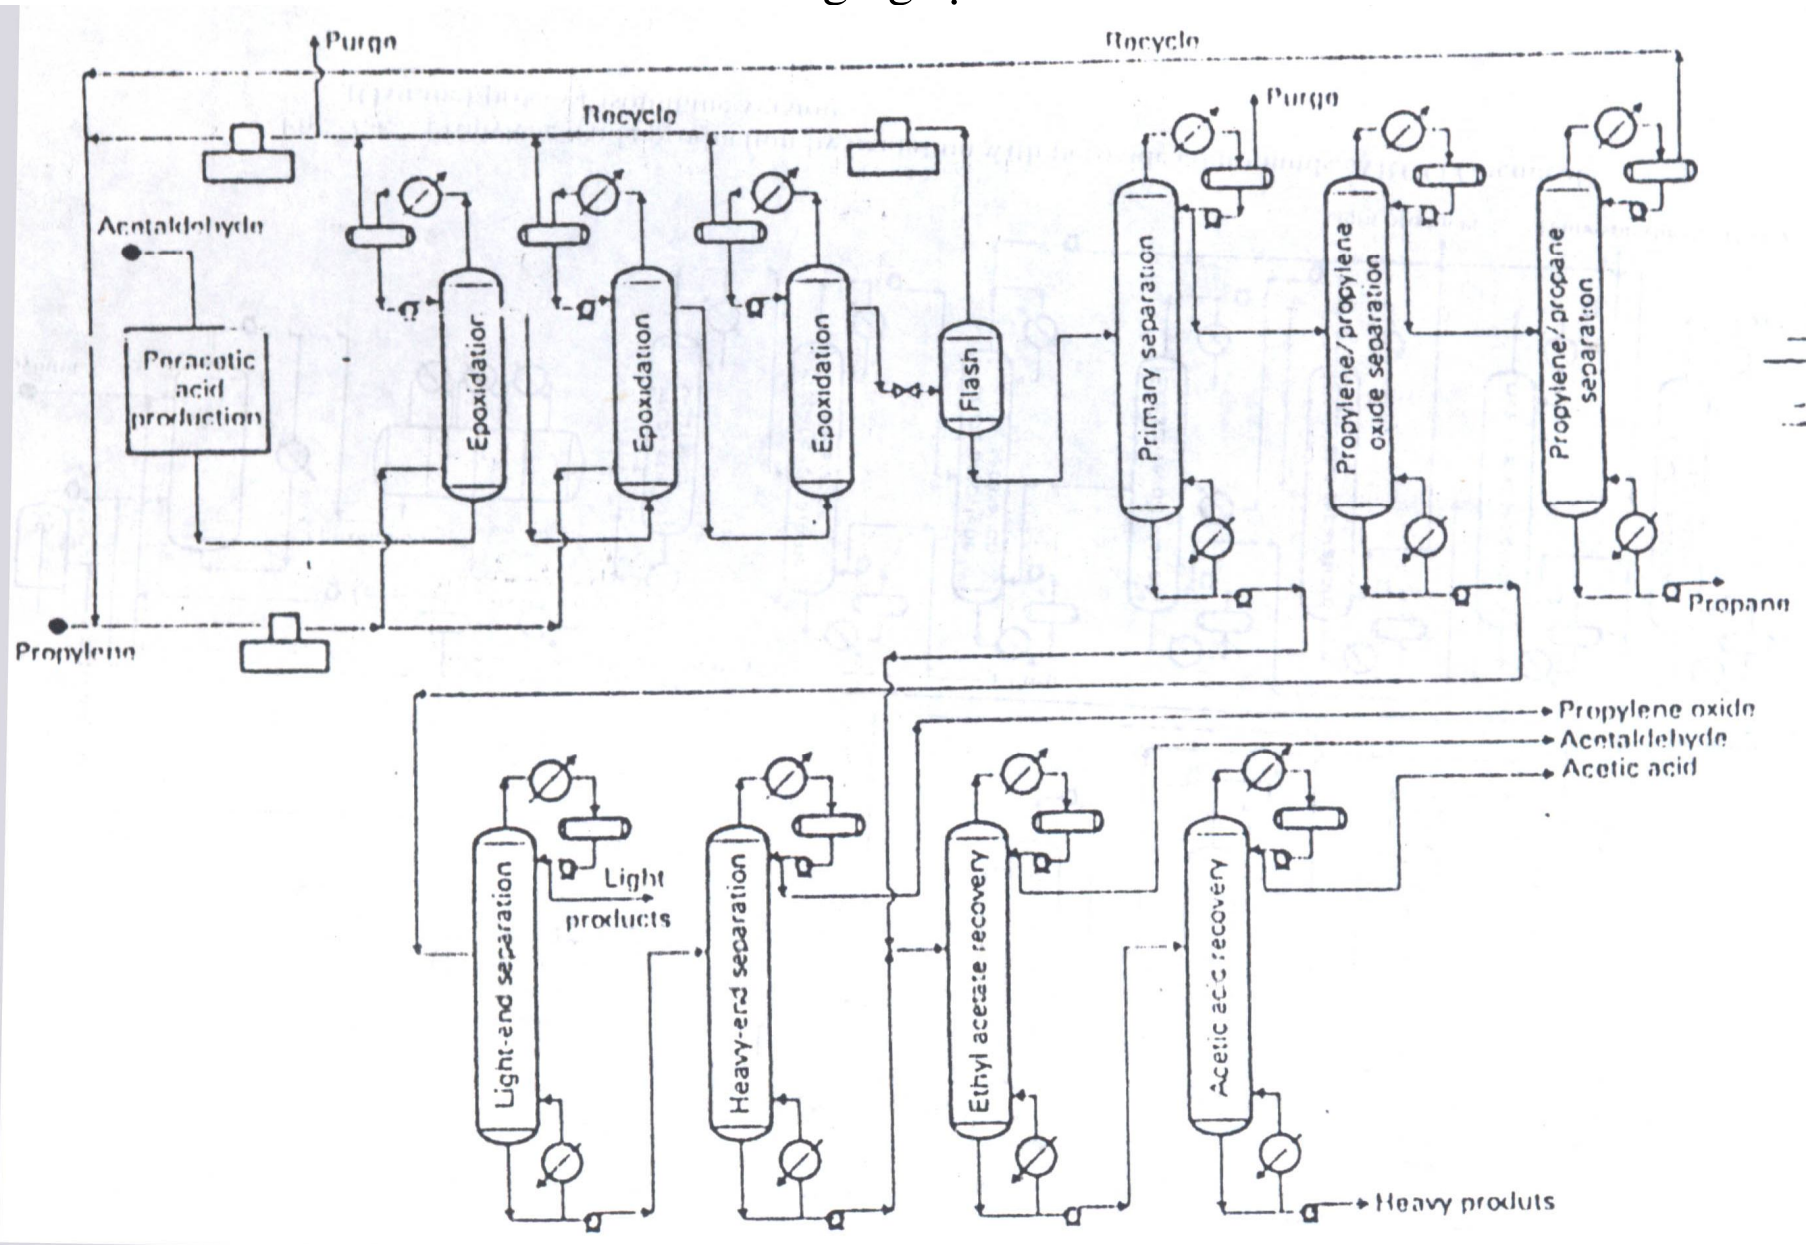 Purge
Recycle
Purge
Recycle
Acetaldehyde
Peracetic
acid
production
Epoxidation
Epoxidation
Epoxidation
Flash
Primary separation
Propylene/propylene
oxide separation
Propylene/propane
separation
Propylene
Propane
Propylene oxide
Acetaldehyde
Acetic acid
Light
products
Light-end separation
Heavy-end separation
Ethyl acetate recovery
Acetic acid recovery
Heavy produts